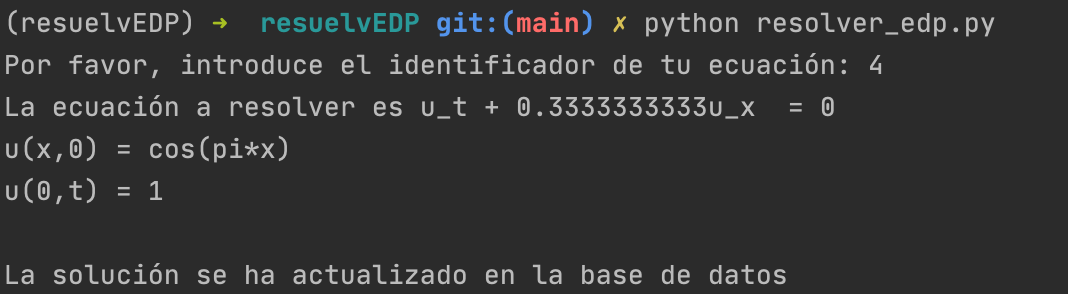 (resuelvEDP) → resuelvEDP git:(main) ✗ python resolver_edp.py
Por favor, introduce el identificador de tu ecuación: 4
La ecuación a resolver es u_t + 0.3333333333u_x  = 0
u(x,0) = cos(pi*x)
u(0,t) = 1
La solución se ha actualizado en la base de datos